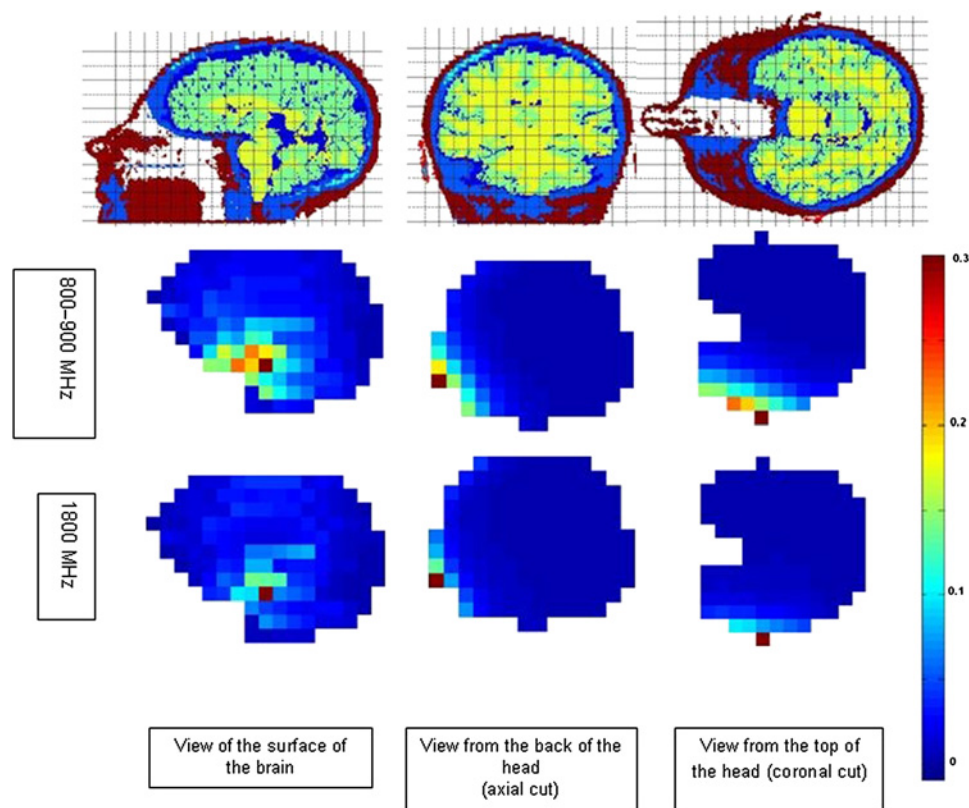 0.3
800-900 MHz
0.2
1800 MHz
0.1
View of the surface of
the brain
View from the back of the
head
(axial cut)
View from the top of
the head (coronal cut)
0